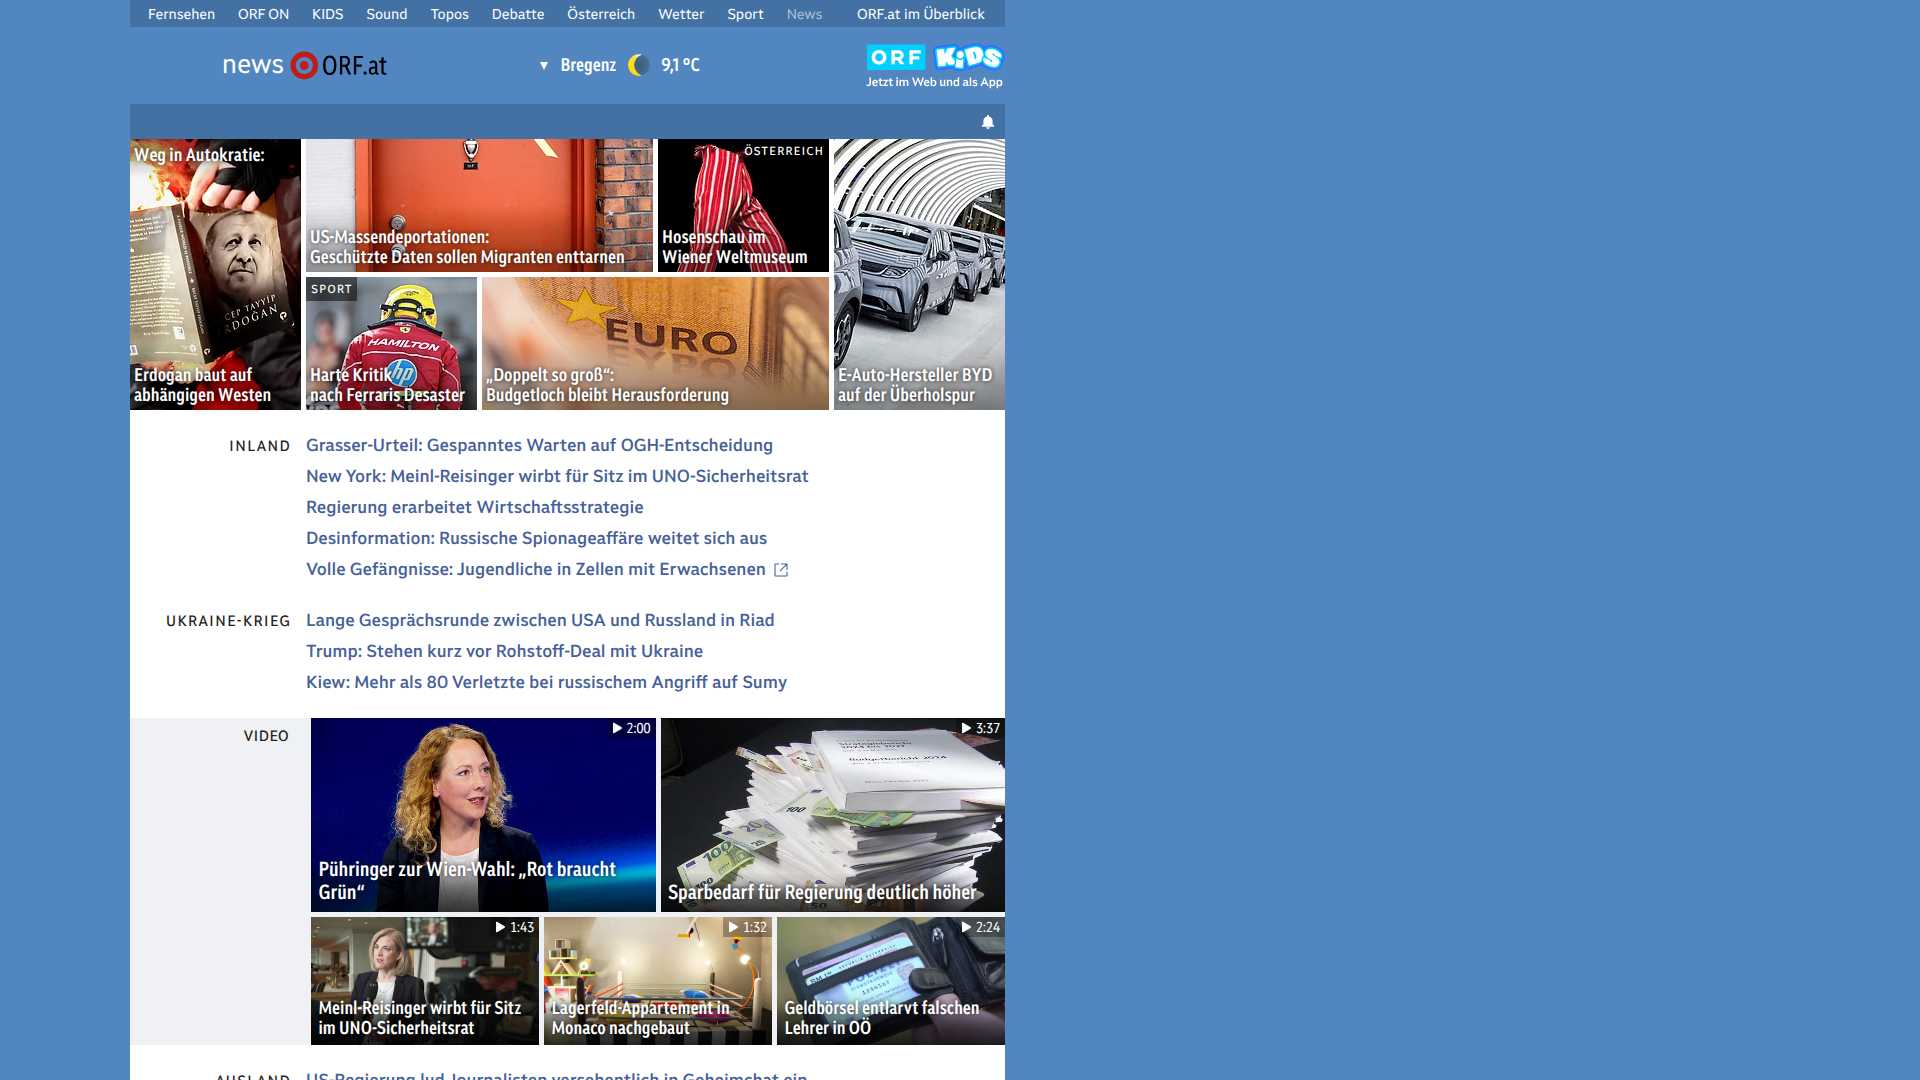 Fernsehen ORF ON KIDS Sound Topos Debatte Österreich Wetter Sport News ORF.at im Überblick
news ORF.at
Bregenz 9,1 °C
ORF KiDS
Jetzt im Web und als App
Weg in Autokratie:
Erdogan baut auf
abhängigen Westen
US-Massendeportationen:
Geschützte Daten sollen Migranten enttarnen
ÖSTERREICH
Hosenschau im
Wiener Weltmuseum
SPORT
HAMILTON
hp
Harte Kritik
nach Ferraris Desaster
EURO
„Doppelt so groß“:
Budgetloch bleibt Herausforderung
E-Auto-Hersteller BYD
auf der Überholspur
INLAND
Grasser-Urteil: Gespanntes Warten auf OGH-Entscheidung
New York: Meinl-Reisinger wirbt für Sitz im UNO-Sicherheitsrat
Regierung erarbeitet Wirtschaftsstrategie
Desinformation: Russische Spionageaffäre weitet sich aus
Volle Gefängnisse: Jugendliche in Zellen mit Erwachsenen
UKRAINE-KRIEG
Lange Gesprächsrunde zwischen USA und Russland in Riad
Trump: Stehen kurz vor Rohstoff-Deal mit Ukraine
Kiew: Mehr als 80 Verletzte bei russischem Angriff auf Sumy
VIDEO
2:00
Pühringer zur Wien-Wahl: „Rot braucht
Grün“
3:37
Sparbedarf für Regierung deutlich höher
1:43
Meinl-Reisinger wirbt für Sitz
im UNO-Sicherheitsrat
1:32
Lagerfeld-Appartement in
Monaco nachgebaut
2:24
Geldbörsel entlarvt falschen
Lehrer in OÖ
AUSLAND
US-Regierung lud Journalisten versehentlich in Geheimchat ein